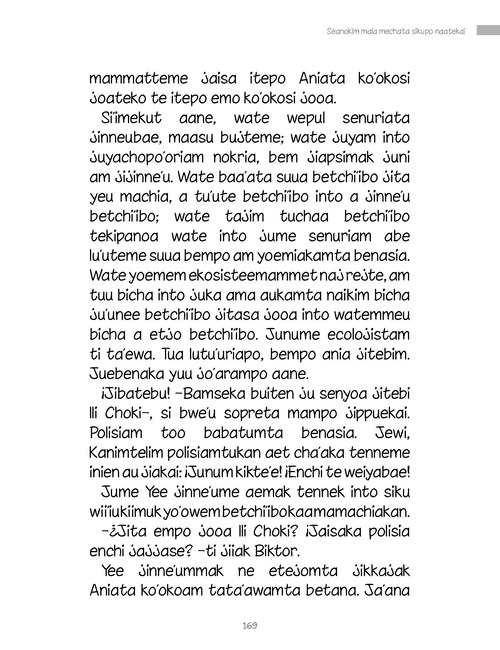 Seanokim mala mechata sikupo naatekai
mammatteme jaisa itepo Aniata ko'okosi
joateko te itepo emo ko'okosi jooa.
Si'imekut aane, wate wepul senuriata
jinneubae, maasu bujteme; wate juyam into
juyachopo'oriam nokria, bem jiapsimak juni
am jijinne'u. Wate baa'ata suua betchi'ibo jita
yeu machia, a tu'ute betchi'ibo into a jinne'u
betchi'ibo; wate tajim tuchaa betchi'ibo
tekipanoa wate into jume senuriam abe
lu'uteme suua bempo am yoemiakamta benasia.
Wate yoemem ekosisteemammet naj rejte, am
tuu bicha into juka ama aukamta naikim bicha
ju'unee betchi'ibo jitasa jooa into watemmeu
bicha a etjo betchi'ibo. Junume ecolojistam
ti ta'ewa. Tua lutu'uriapo, bempo ania jitebim.
Juebenaka yuu jo'arampo aane.
¡Jibatebu! –Bamseka buiten ju senyoa jitebi
Ili Choki–, si bwe'u sopreta mampo jippuekai.
Polisiam too babatumta benasia. Jewi,
Kanimtelim polisiamtukan aet cha'aka tenneme
inien au jiakai: ¡Junum kikte'e! ¡Enchi te weiyabae!
Jume Yee jinne'ume aemak tennek into siku
wiii'ukiimuk yo'owem betchi'ibokaa mamachiakan.
–¿Jita empo jooa Ili Choki? ¡Jaisaka polisia
enchi jajjase? –ti jiiak Biktor.
Yee jinne'ummak ne etejomta jikkajak
Aniata ko'okoam tata'awamta betana. Ja'ana
169